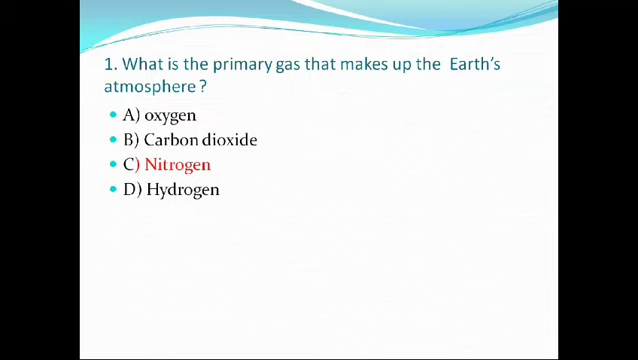 1. What is the primary gas that makes up the Earth's
atmosphere ?
A) oxygen
B) Carbon dioxide
C) Nitrogen
D) Hydrogen